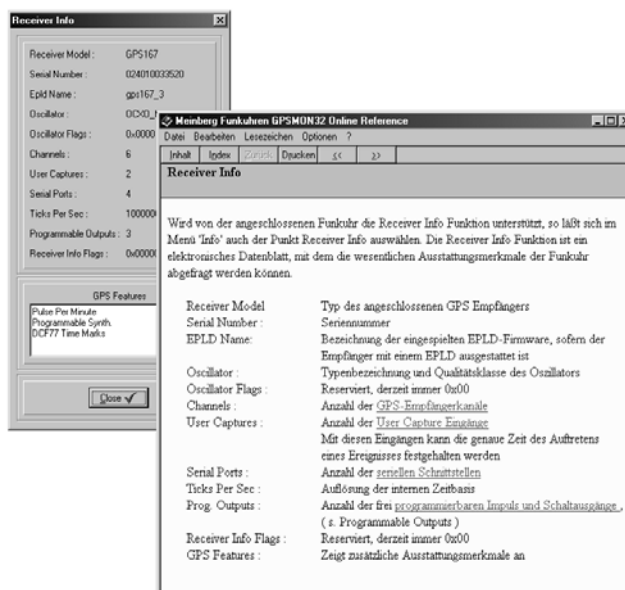 Receiver Info
Receiver Model : GPS167
Serial Number : 024010033520
Epld Name : gps167_3
Oscillator : OCXO_
Oscillator Flags : 0x0000
Channels : 6
User Captures : 2
Serial Ports : 4
Ticks Per Sec : 1000000
Programmable Outputs : 3
Receiver Info Flags : 0x0000
GPS Features
Pulse Per Minute
Programmable Synth.
DCF77 Time Marks
Close
Meinberg Funkuhren GPSMON32 Online Reference
Datei Bearbeiten Lesezeichen Optionen ?
Inhalt Index Zurück Drucken << >>
Receiver Info
Wird von der angeschlossenen Funkuhr die Receiver Info Funktion unterstützt, so läßt sich im
Menü 'Info' auch der Punkt Receiver Info auswählen. Die Receiver Info Funktion ist ein
elektronisches Datenblatt, mit dem die wesentlichen Ausstattungsmerkmale der Funkuhr
abgefragt werden können.
Receiver Model Typ des angeschlossenen GPS Empfängers
Serial Number : Seriennummer
EPLD Name: Bezeichnung der eingespielten EPLD-Firmware, sofern der
Empfänger mit einem EPLD ausgestattet ist
Oscillator : Typenbezeichnung und Qualitätsklasse des Oszillators
Oscillator Flags : Reserviert, derzeit immer 0x00
Channels : Anzahl der GPS-Empfängerkanäle
User Captures : Anzahl der User Capture Eingänge
Mit diesen Eingängen kann die genaue Zeit des Auftretens
eines Ereignisses festgehalten werden
Serial Ports : Anzahl der seriellen Schnittstellen
Ticks Per Sec : Auflösung der internen Zeitbasis
Prog. Outputs : Anzahl der frei programmierbaren Impuls und Schaltausgänge ,
( s. Programmable Outputs )
Receiver Info Flags : Reserviert, derzeit immer 0x00
GPS Features : Zeigt zusätzliche Ausstattungsmerkmale an